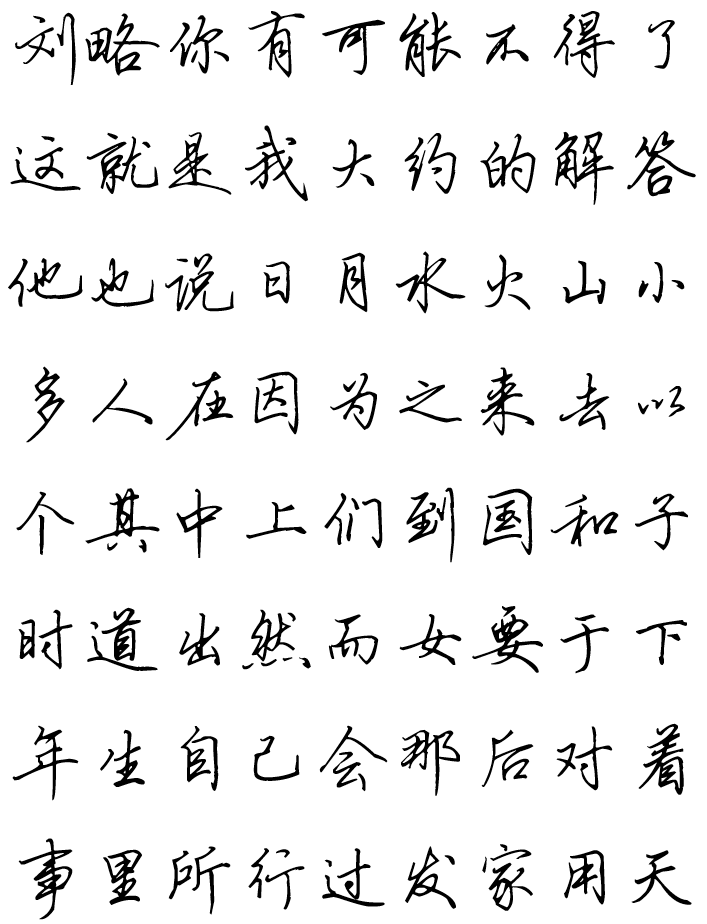 刘略你有可能不得了
这就是我大约的解答
他也说日月水火山小
多人在因为之来去以
个其中上们到国和子
时道出然而女要于下
年生自己会那后对着
事里所行过发家用天